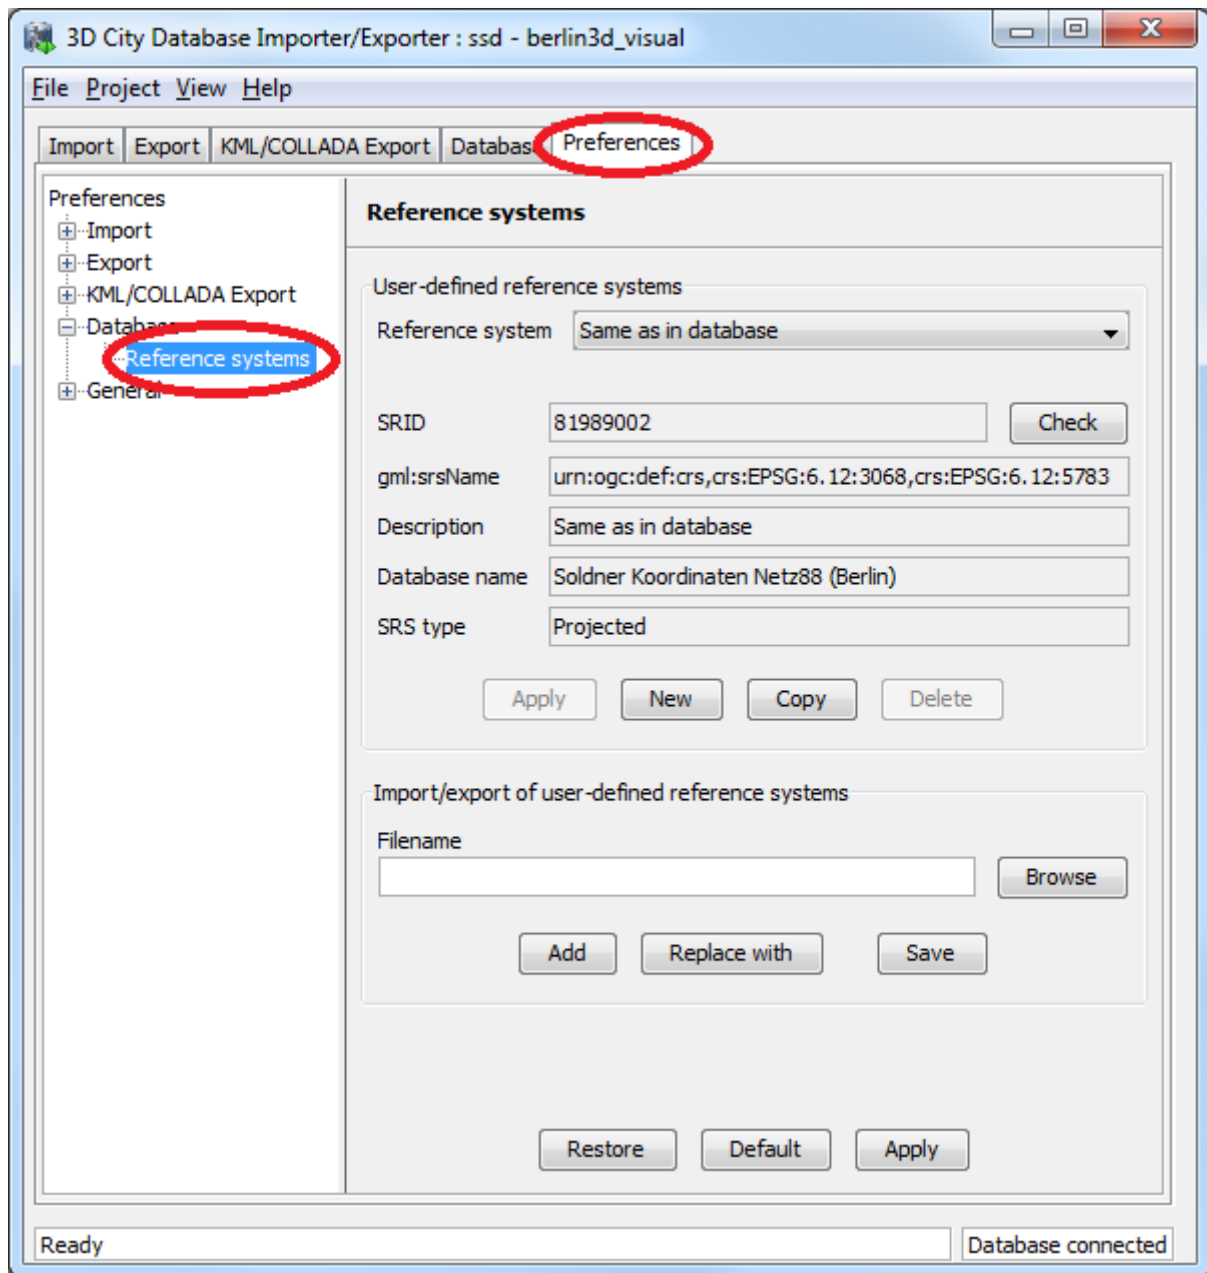 3D City Database Importer/Exporter : ssd - berlin3d_visual
File Project View Help
Import Export KML/COLLADA Export Database Preferences
Preferences
Import
Export
KML/COLLADA Export
Database
Reference systems
General
Reference systems
User-defined reference systems
Reference system Same as in database
SRID 81989002 Check
gml:srsName urn:ogc:def:crs,crs:EPSG:6.12:3068,crs:EPSG:6.12:5783
Description Same as in database
Database name Soldner Koordinaten Netz88 (Berlin)
SRS type Projected
Apply New Copy Delete
Import/export of user-defined reference systems
Filename
Browse
Add Replace with Save
Restore Default Apply
Ready Database connected